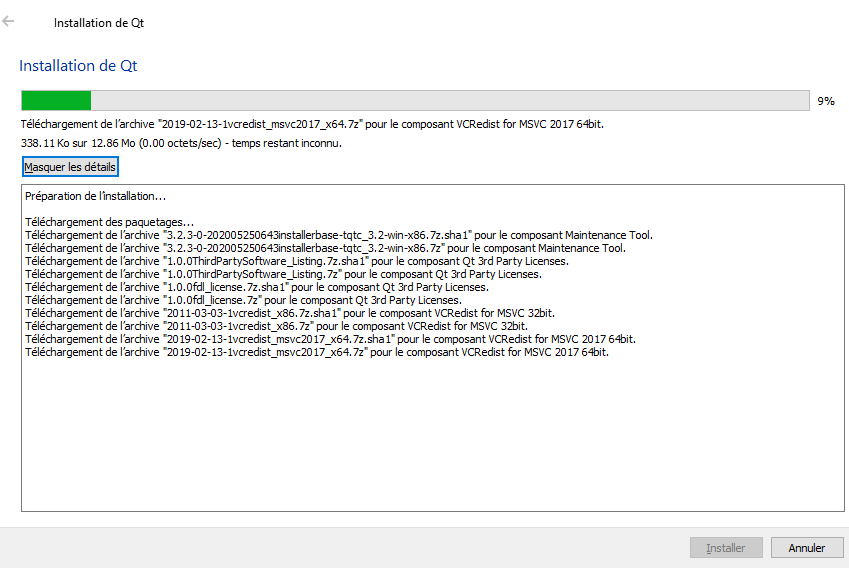 Installation de Qt
Installation de Qt
9%
Téléchargement de l'archive "2019-02-13-1vcredist_msvc2017_x64.7z" pour le composant VCRedist for MSVC 2017 64bit.
338.11 Ko sur 12.86 Mo (0.00 octets/sec) - temps restant inconnu.
Masquer les détails
Préparation de l'installation...
Téléchargement des paquetages...
Téléchargement de l'archive "3.2.3-0-202005250643installerbase-tqtc_3.2-win-x86.7z.sha1" pour le composant Maintenance Tool.
Téléchargement de l'archive "3.2.3-0-202005250643installerbase-tqtc_3.2-win-x86.7z" pour le composant Maintenance Tool.
Téléchargement de l'archive "1.0.0ThirdPartySoftware_Listing.7z.sha1" pour le composant Qt 3rd Party Licenses.
Téléchargement de l'archive "1.0.0ThirdPartySoftware_Listing.7z" pour le composant Qt 3rd Party Licenses.
Téléchargement de l'archive "1.0.0fdl_license.7z.sha1" pour le composant Qt 3rd Party Licenses.
Téléchargement de l'archive "1.0.0fdl_license.7z" pour le composant Qt 3rd Party Licenses.
Téléchargement de l'archive "2011-03-03-1vcredist_x86.7z.sha1" pour le composant VCRedist for MSVC 32bit.
Téléchargement de l'archive "2011-03-03-1vcredist_x86.7z" pour le composant VCRedist for MSVC 32bit.
Téléchargement de l'archive "2019-02-13-1vcredist_msvc2017_x64.7z.sha1" pour le composant VCRedist for MSVC 2017 64bit.
Téléchargement de l'archive "2019-02-13-1vcredist_msvc2017_x64.7z" pour le composant VCRedist for MSVC 2017 64bit.
Installer
Annuler